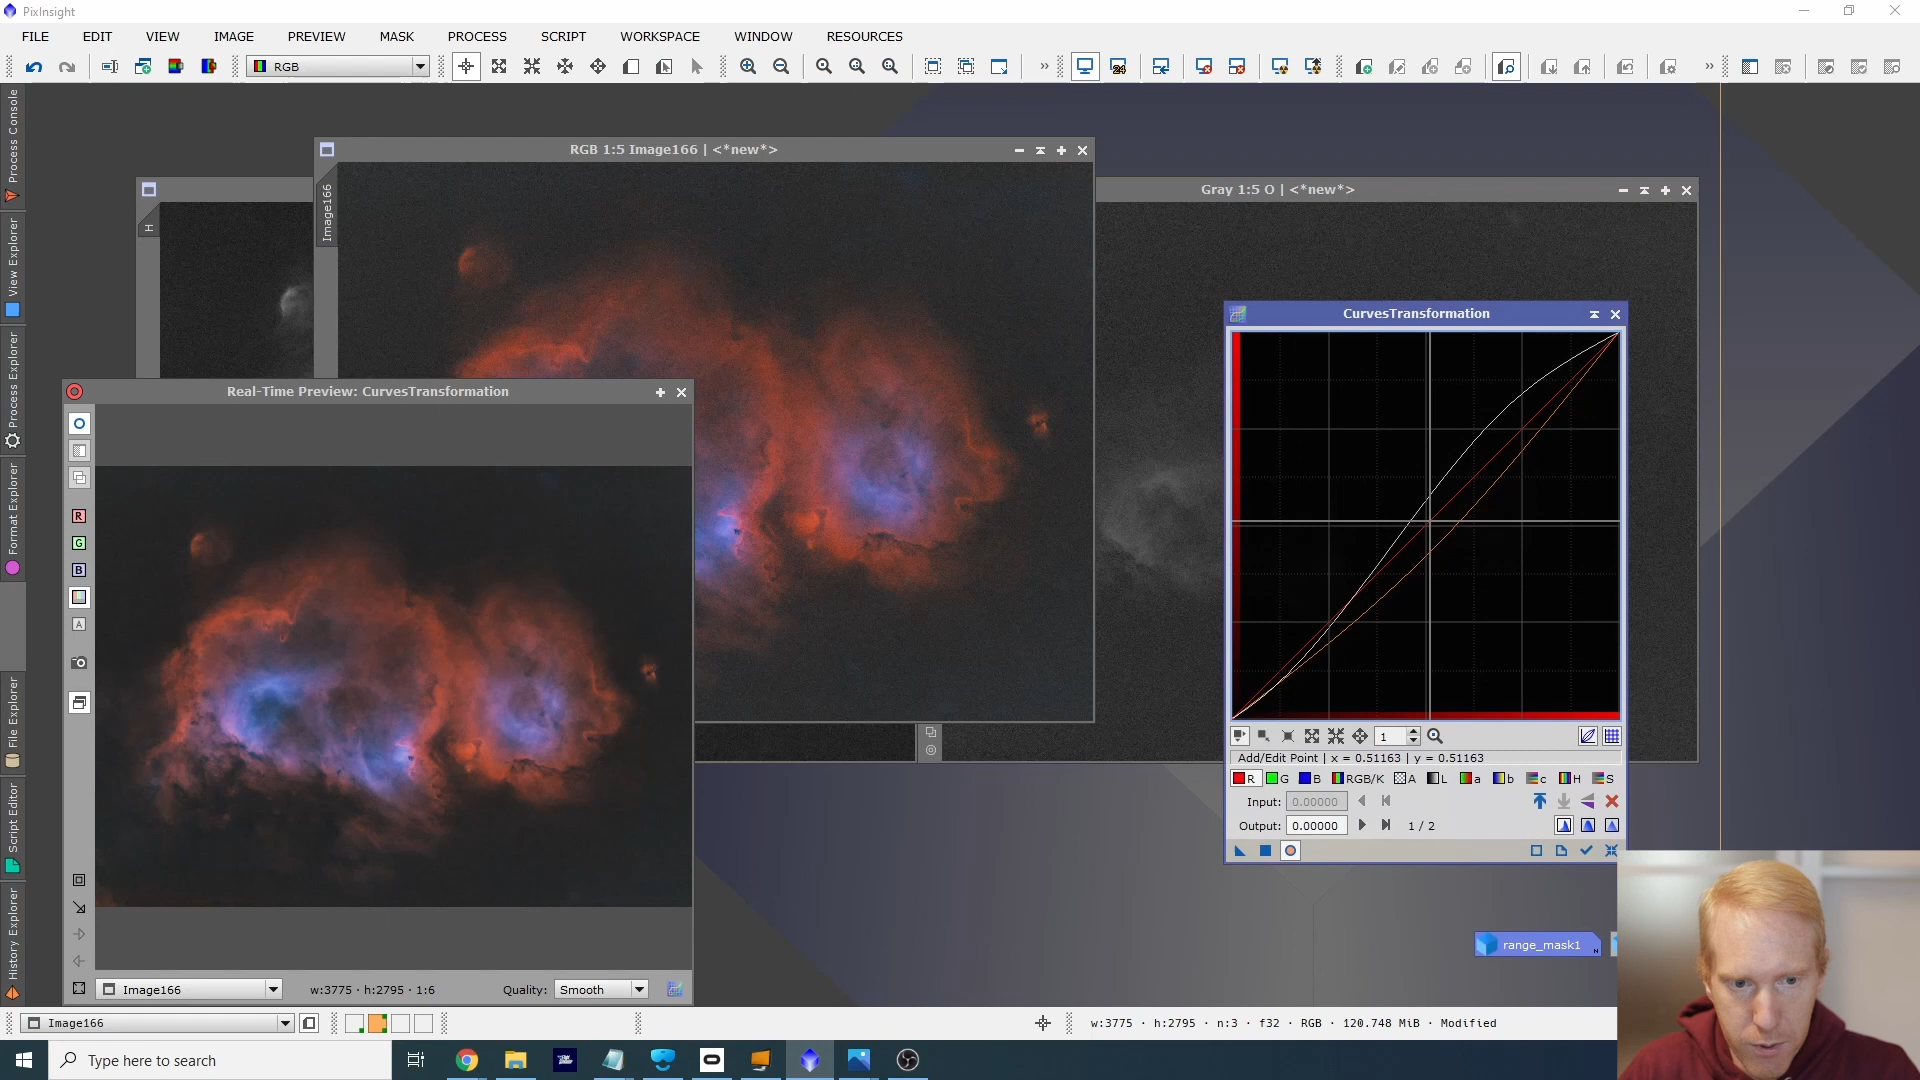 PixInsight
FILE EDIT VIEW IMAGE PREVIEW MASK PROCESS SCRIPT WORKSPACE WINDOW RESOURCES
RGB
24
Process Console
View Explorer
Process Explorer
Format Explorer
File Explorer
Script Editor
History Explorer
RGB 1:5 Image166 | <*new*>
Image166
H
Gray 1:5 O | <*new*>
Real-Time Preview: CurvesTransformation
R
G
B
A
Image166
w:3775 · h:2795 · 1:6
Quality: Smooth
CurvesTransformation
1
Add/Edit Point | x = 0.51163 | y = 0.51163
R G B RGB/K A L a b c H S
Input: 0.00000
Output: 0.00000 1 / 2
range_mask1
N
Image166
w:3775 · h:2795 · n:3 · f32 · RGB · 120.748 MiB · Modified
Type here to search